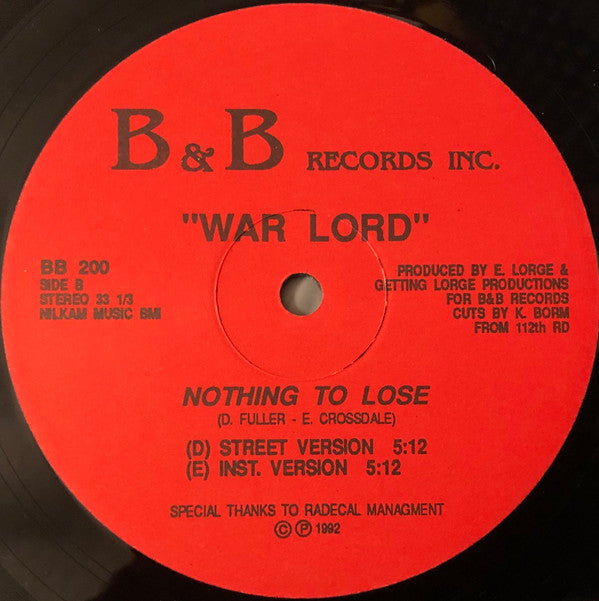 B & B RECORDS INC.
"WAR LORD"
BB 200
SIDE B
STEREO 33 1/3
NILKAM MUSIC BMI
PRODUCED BY E. LORGE &
GETTING LORGE PRODUCTIONS
FOR B&B RECORDS
CUTS BY K. BORM
FROM 112th RD
NOTHING TO LOSE
(D. FULLER - E. CROSSDALE)
(D) STREET VERSION 5:12
(E) INST. VERSION 5:12
SPECIAL THANKS TO RADECAL MANAGMENT
© ℗ 1992